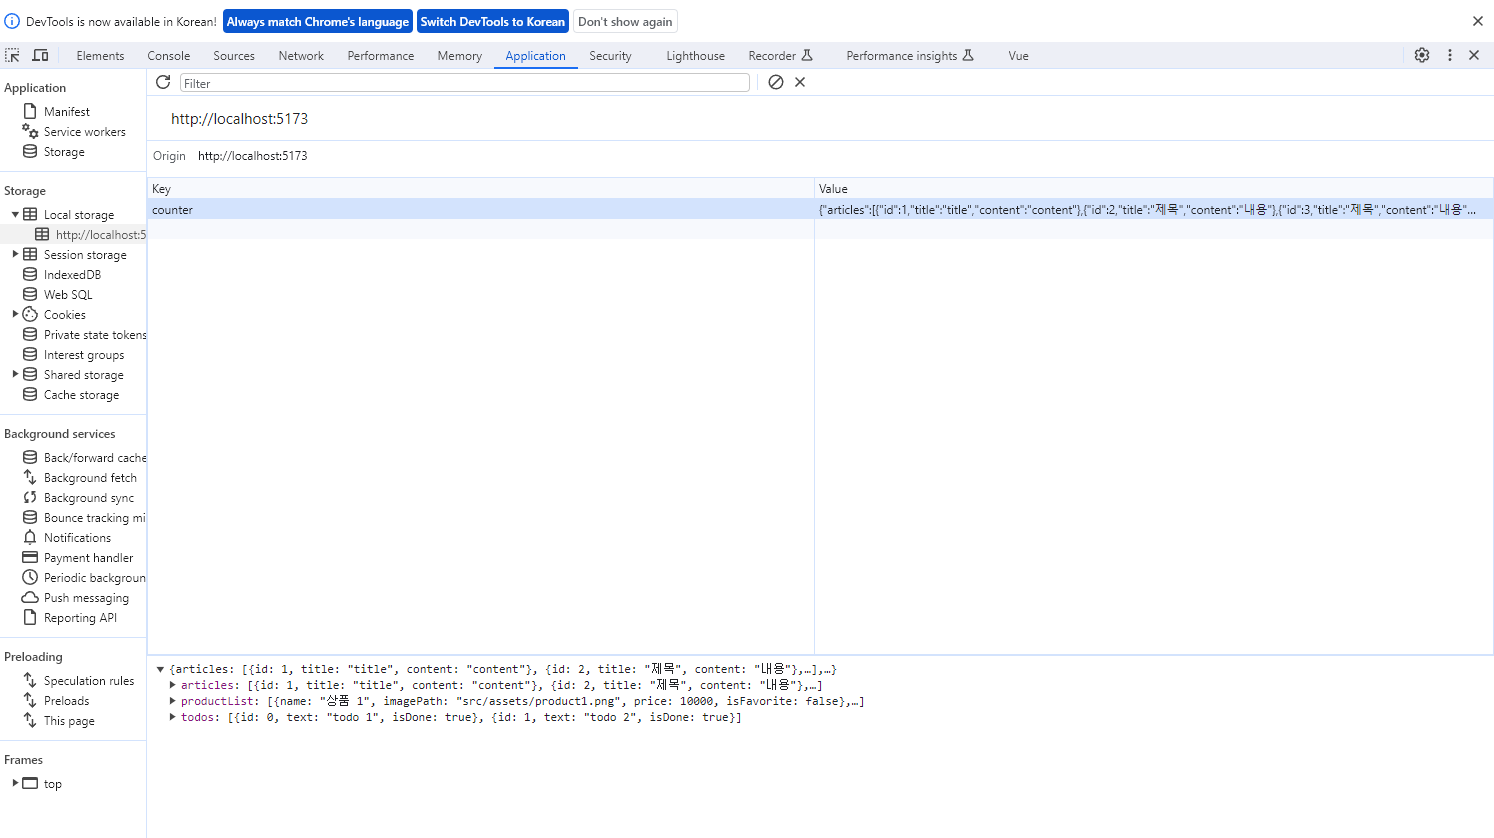 DevTools is now available in Korean! Always match Chrome's language Switch DevTools to Korean Don't show again
Elements Console Sources Network Performance Memory Application Security Lighthouse Recorder Performance insights Vue
Application
Manifest
Service workers
Storage
Storage
Local storage
http://localhost:5
Session storage
IndexedDB
Web SQL
Cookies
Private state tokens
Interest groups
Shared storage
Cache storage
Background services
Back/forward cache
Background fetch
Background sync
Bounce tracking mi
Notifications
Payment handler
Periodic backgroun
Push messaging
Reporting API
Preloading
Speculation rules
Preloads
This page
Frames
top
Filter
http://localhost:5173
Origin http://localhost:5173
Key Value
counter {"articles":[{"id":1,"title":"title","content":"content"},{"id":2,"title":"제목","content":"내용"},{"id":3,"title":"제목","content":"내용"...
{articles: [{id: 1, title: "title", content: "content"}, {id: 2, title: "제목", content: "내용"},…],…}
articles: [{id: 1, title: "title", content: "content"}, {id: 2, title: "제목", content: "내용"},…]
productList: [{name: "상품 1", imagePath: "src/assets/product1.png", price: 10000, isFavorite: false},…]
todos: [{id: 0, text: "todo 1", isDone: true}, {id: 1, text: "todo 2", isDone: true}]